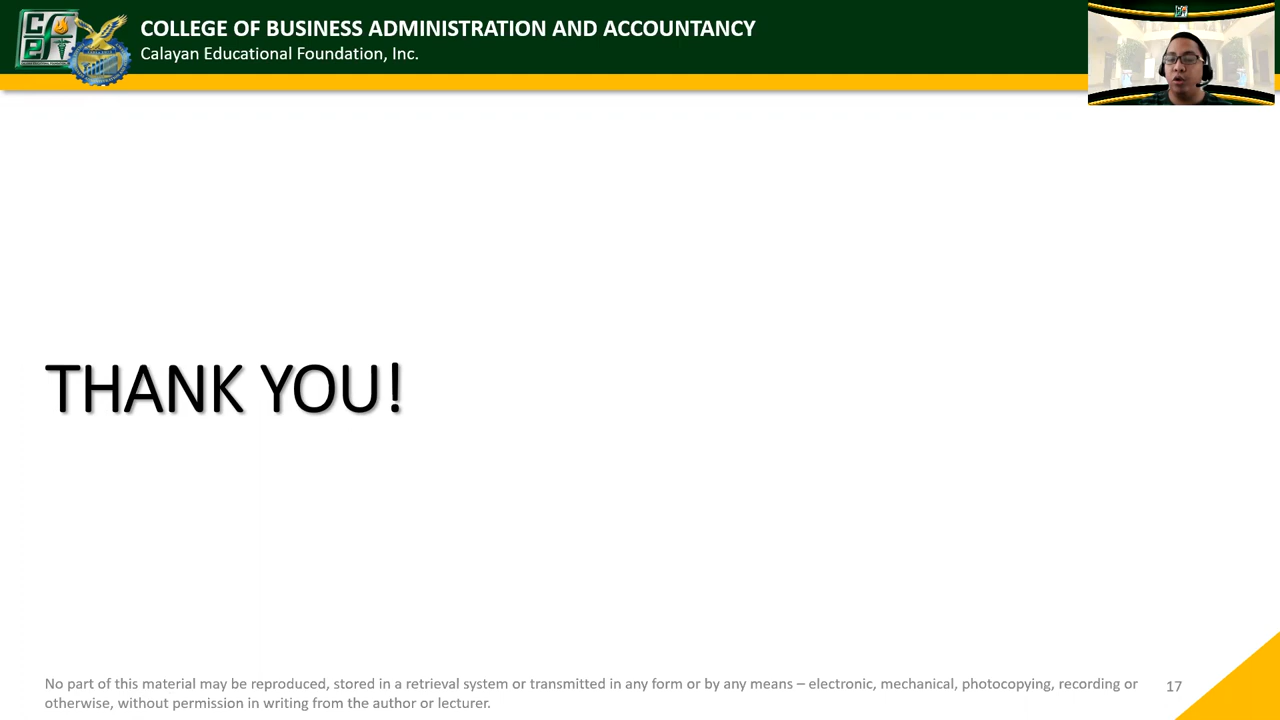 COLLEGE OF BUSINESS ADMINISTRATION AND ACCOUNTANCY
Calayan Educational Foundation, Inc.
THANK YOU!
No part of this material may be reproduced, stored in a retrieval system or transmitted in any form or by any means – electronic, mechanical, photocopying, recording or
otherwise, without permission in writing from the author or lecturer.
17